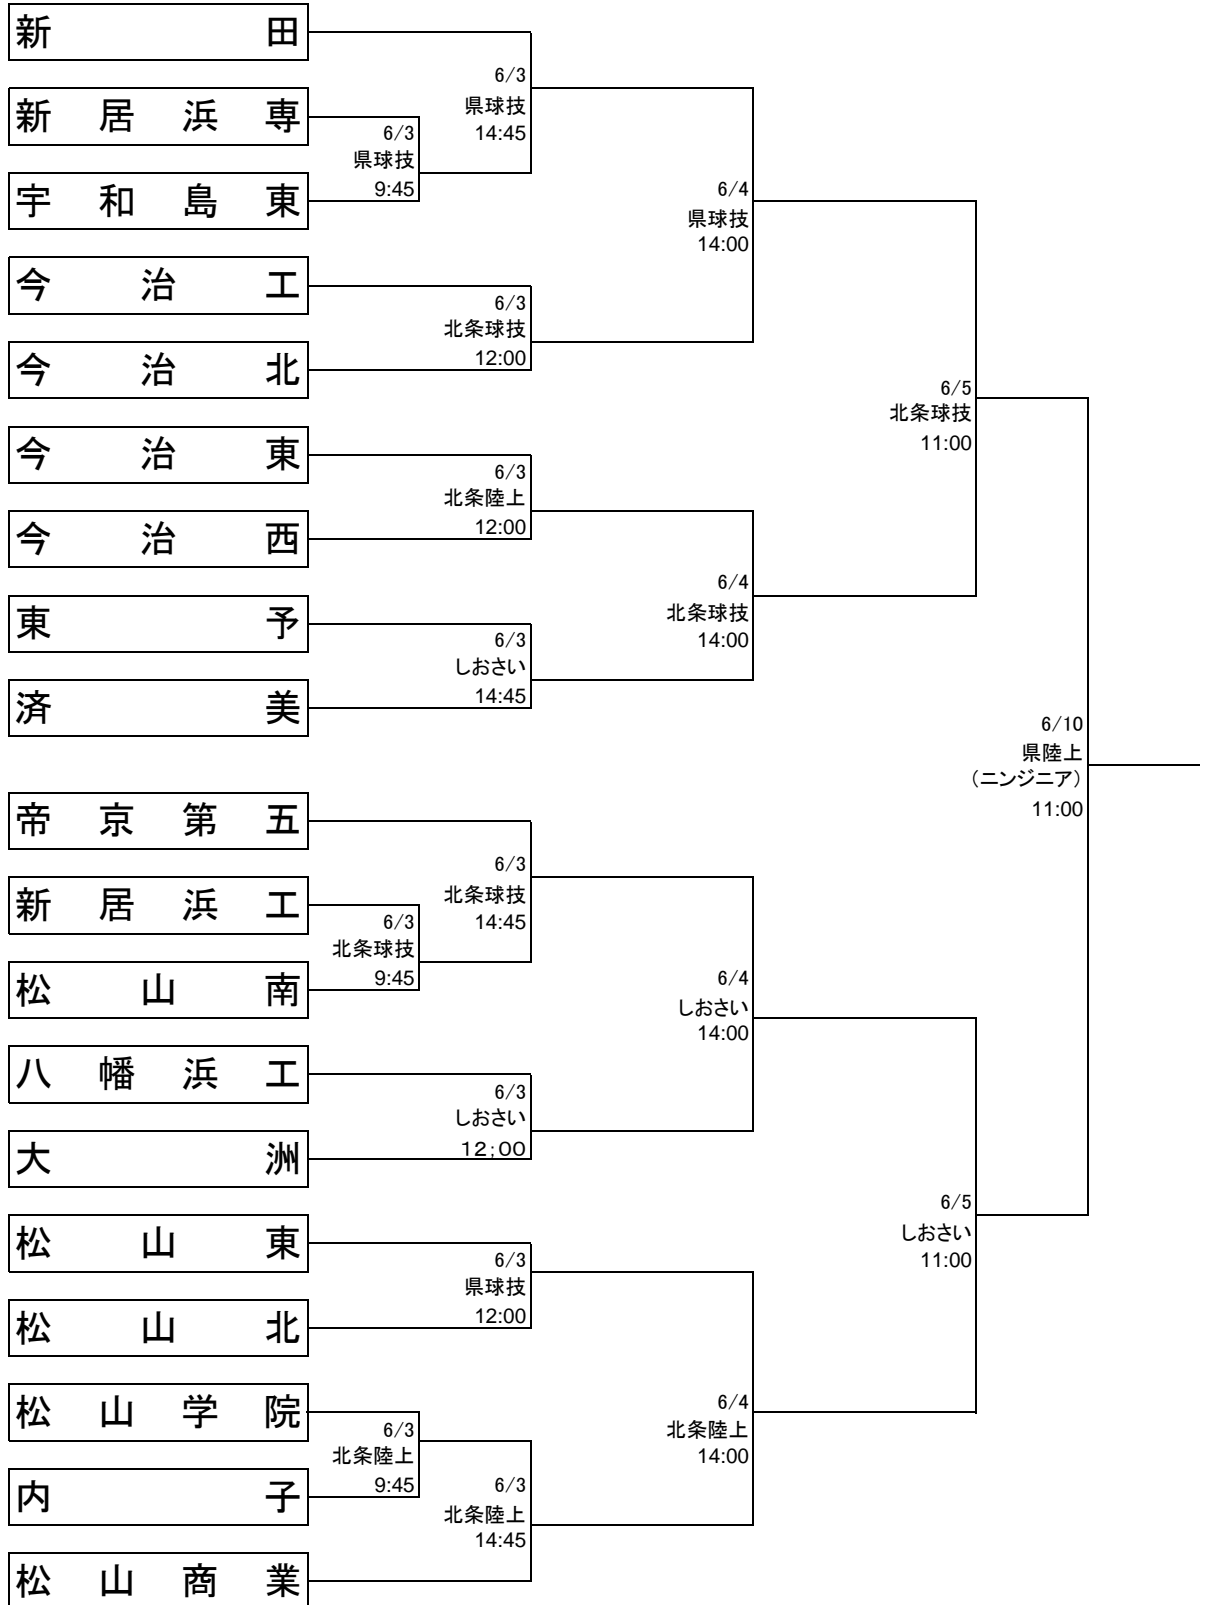 新田
6/3
県球技
14:45
新居浜専
6/3
県球技
9:45
宇和島東
6/4
県球技
14:00
今治工
6/3
北条球技
12:00
今治北
6/5
北条球技
11:00
今治東
6/3
北条陸上
12:00
今治西
6/4
北条球技
14:00
東予
6/3
しおさい
14:45
済美
6/10
県陸上
（ニンジニア）
11:00
帝京第五
6/3
北条球技
14:45
新居浜工
6/3
北条球技
9:45
松山南
6/4
しおさい
14:00
八幡浜工
6/3
しおさい
12;00
大洲
6/5
しおさい
11:00
松山東
6/3
県球技
12:00
松山北
6/4
北条陸上
14:00
松山学院
6/3
北条陸上
9:45
内子
6/3
北条陸上
14:45
松山商業